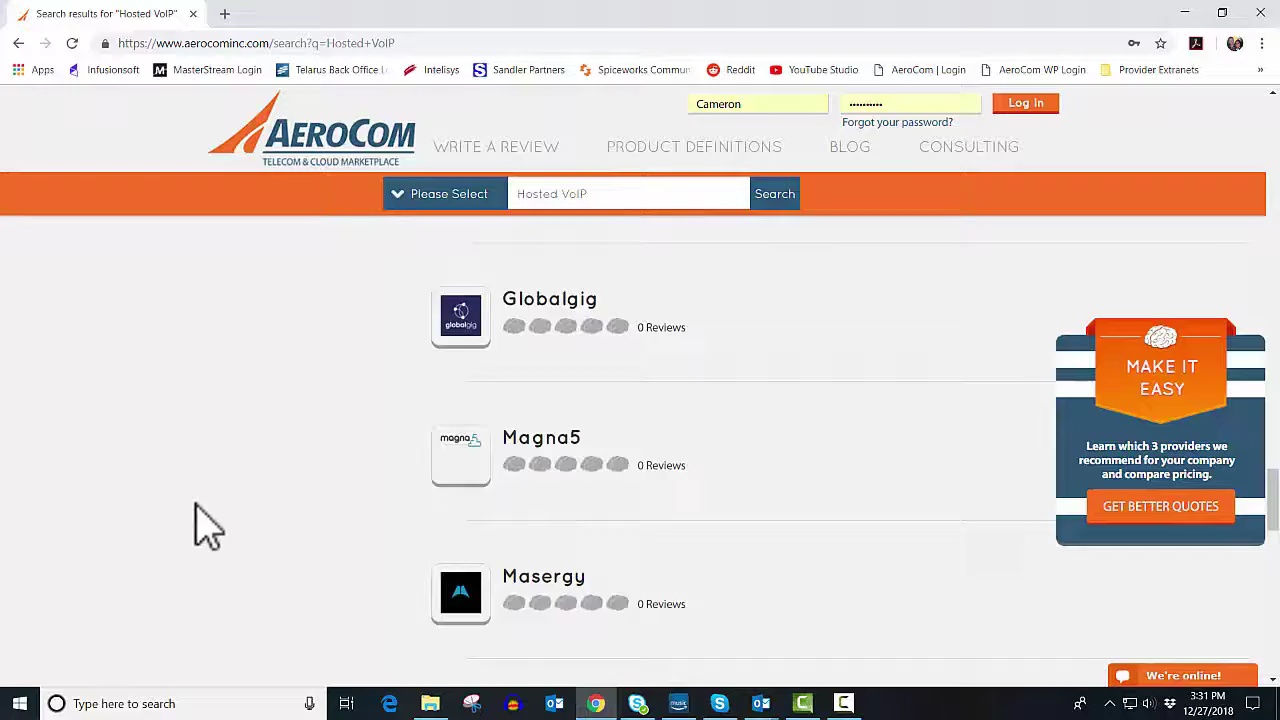 Search results for "Hosted VoIP"
https://www.aerocominc.com/search?q=Hosted+VoIP
Apps Infusionsoft MasterStream Login Telarus Back Office L Intelisys Sandler Partners Spiceworks Commun Reddit YouTube Studio AeroCom | Login AeroCom WP Login Provider Extranets »
Cameron •••••••••• Log In
Forgot your password?
AEROCOM
TELECOM & CLOUD MARKETPLACE
WRITE A REVIEW PRODUCT DEFINITIONS BLOG CONSULTING
Please Select Hosted VoIP Search
Globalgig
globalgig
0 Reviews
MAKE IT
EASY
Learn which 3 providers we
recommend for your company
and compare pricing.
GET BETTER QUOTES
Magna5
magna5
0 Reviews
Masergy
0 Reviews
We're online!
Type here to search
music
3:31 PM
12/27/2018